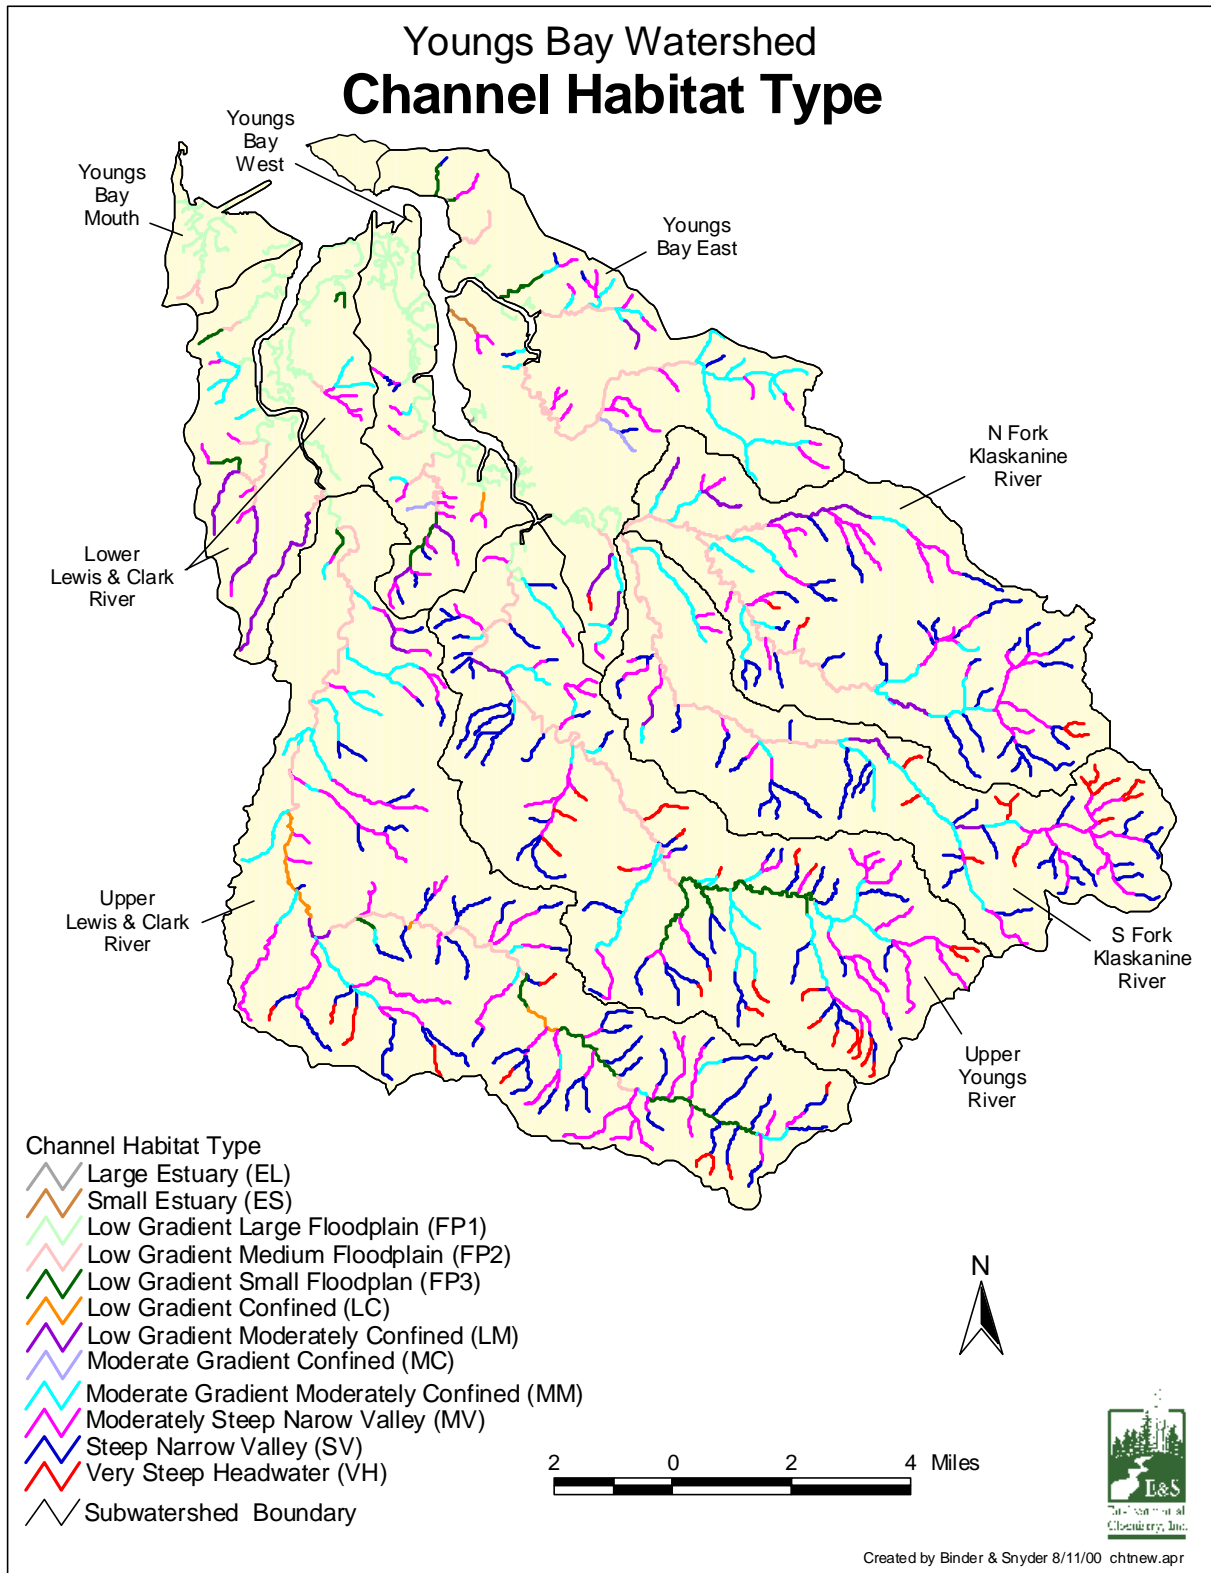 Youngs Bay Watershed
Channel Habitat Type
Youngs
Bay
West
Youngs
Bay
Mouth
Youngs
Bay East
N Fork
Klaskanine
River
Lower
Lewis & Clark
River
Upper
Lewis & Clark
River
S Fork
Klaskanine
River
Upper
Youngs
River
Channel Habitat Type
Large Estuary (EL)
Small Estuary (ES)
Low Gradient Large Floodplain (FP1)
Low Gradient Medium Floodplain (FP2)
Low Gradient Small Floodplan (FP3)
Low Gradient Confined (LC)
Low Gradient Moderately Confined (LM)
Moderate Gradient Confined (MC)
Moderate Gradient Moderately Confined (MM)
Moderately Steep Narow Valley (MV)
Steep Narrow Valley (SV)
Very Steep Headwater (VH)
Subwatershed Boundary
N
2 0 2 4 Miles
E&S
Environmental
Chemistry, Inc.
Created by Binder & Snyder 8/11/00 chtnew.apr